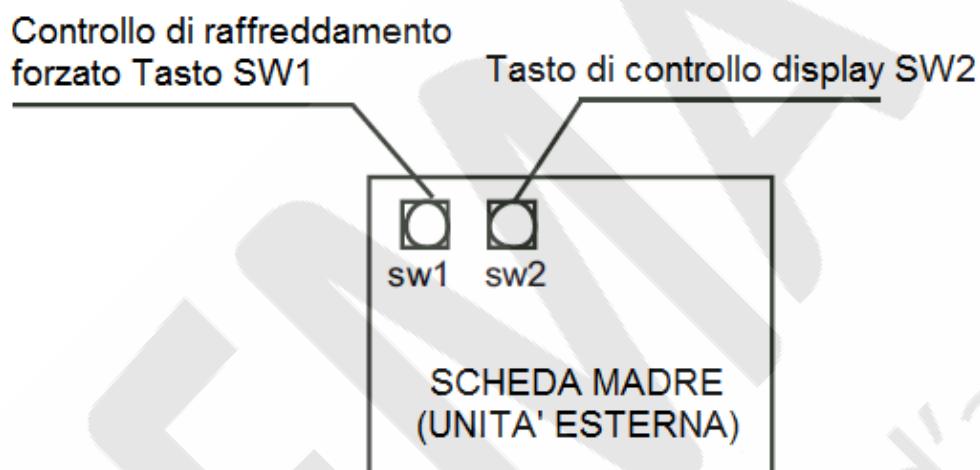 Controllo di raffreddamento
forzato Tasto SW1
Tasto di controllo display SW2
sw1 sw2
SCHEDA MADRE
(UNITA' ESTERNA)